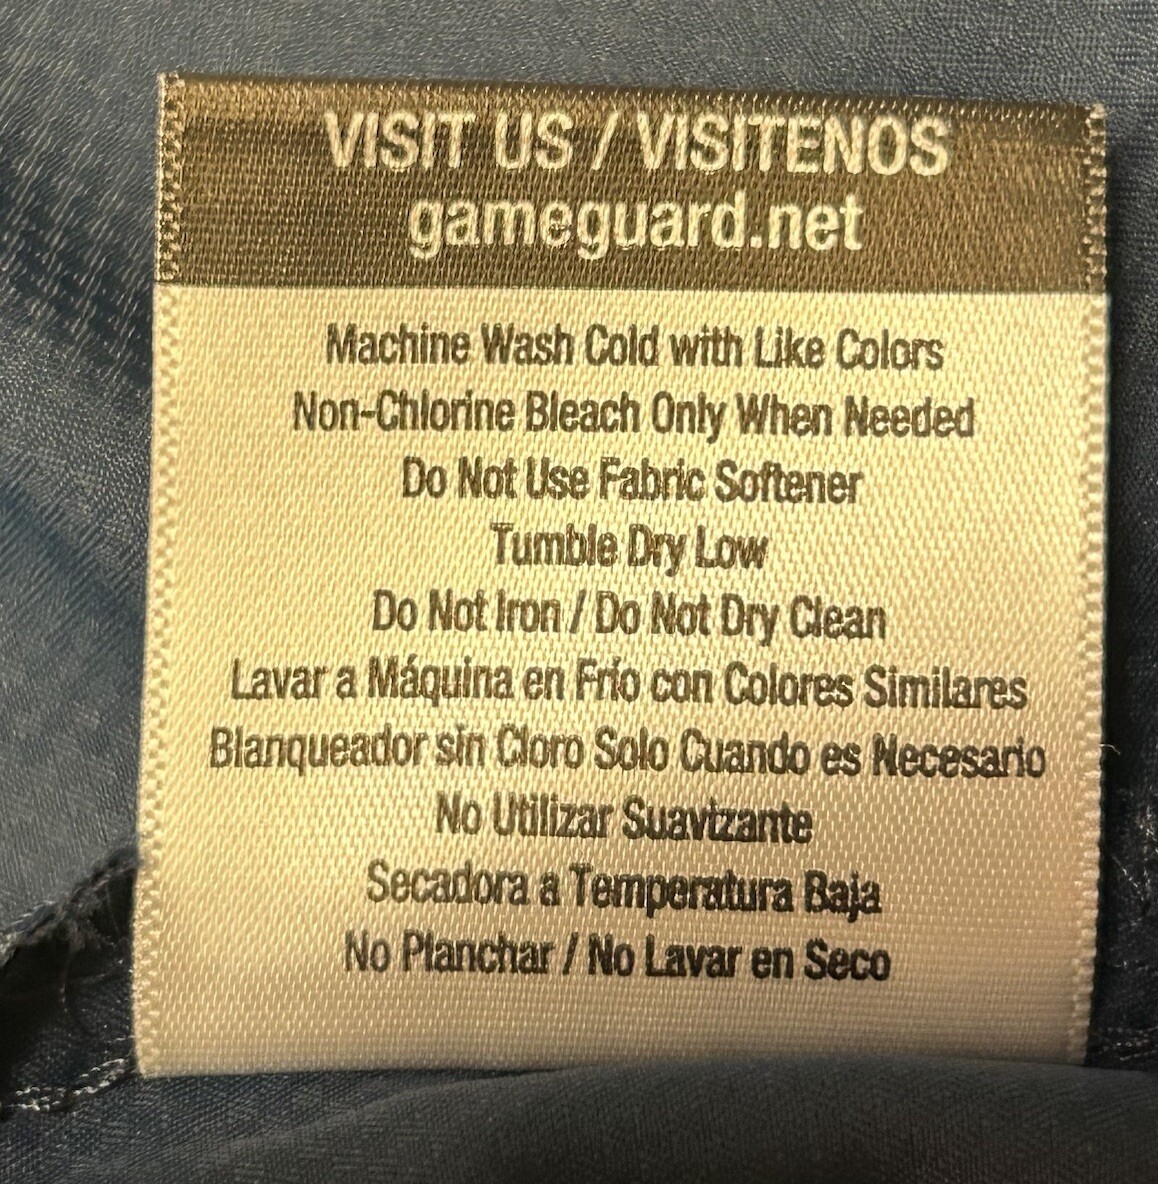 VISIT US / VISITENOS
gameguard.net
Machine Wash Cold with Like Colors
Non-Chlorine Bleach Only When Needed
Do Not Use Fabric Softener
Tumble Dry Low
Do Not Iron / Do Not Dry Clean
Lavar a Máquina en Frío con Colores Similares
Blanqueador sin Cloro Solo Cuando es Necesario
No Utilizar Suavizante
Secadora a Temperatura Baja
No Planchar / No Lavar en Seco